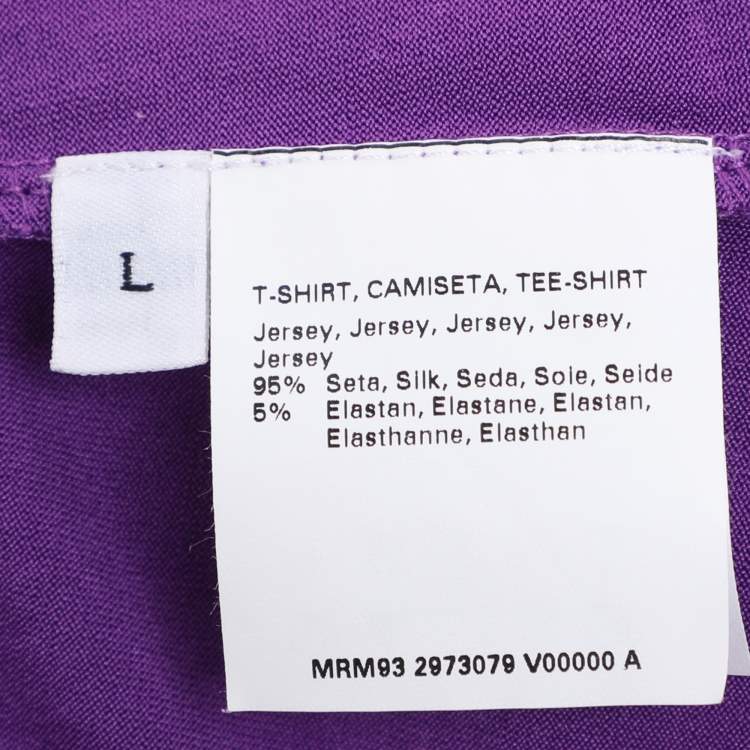 L
T-SHIRT, CAMISETA, TEE-SHIRT
Jersey, Jersey, Jersey, Jersey,
Jersey
95% Seta, Silk, Seda, Soie, Seide
5% Elastan, Elastane, Elastan,
Elasthanne, Elasthan
MRM93 2973079 V00000 A